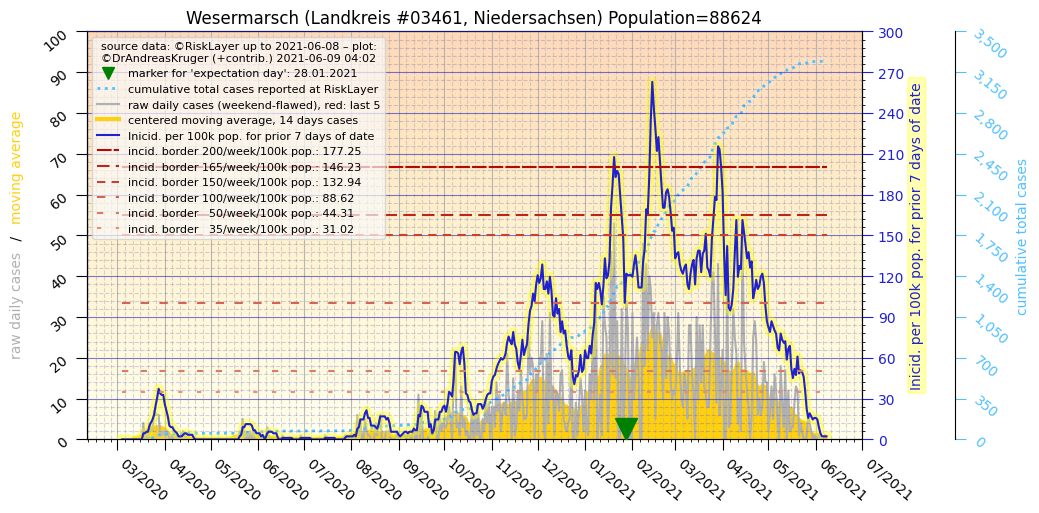 Wesermarsch (Landkreis #03461, Niedersachsen) Population=88624
source data: ©RiskLayer up to 2021-06-08 – plot:
©DrAndreasKruger (+contrib.) 2021-06-09 04:02
marker for 'expectation day': 28.01.2021
cumulative total cases reported at RiskLayer
raw daily cases (weekend-flawed), red: last 5
centered moving average, 14 days cases
Inicid. per 100k pop. for prior 7 days of date
incid. border 200/week/100k pop.: 177.25
incid. border 165/week/100k pop.: 146.23
incid. border 150/week/100k pop.: 132.94
incid. border 100/week/100k pop.: 88.62
incid. border   50/week/100k pop.: 44.31
incid. border   35/week/100k pop.: 31.02
raw daily cases / moving average
100
90
80
70
60
50
40
30
20
10
0
03/2020
04/2020
05/2020
06/2020
07/2020
08/2020
09/2020
10/2020
11/2020
12/2020
01/2021
02/2021
03/2021
04/2021
05/2021
06/2021
07/2021
300
270
240
210
180
150
120
90
60
30
0
Inicid. per 100k pop. for prior 7 days of date
3,500
3,150
2,800
2,450
2,100
1,750
1,400
1,050
700
350
0
cumulative total cases